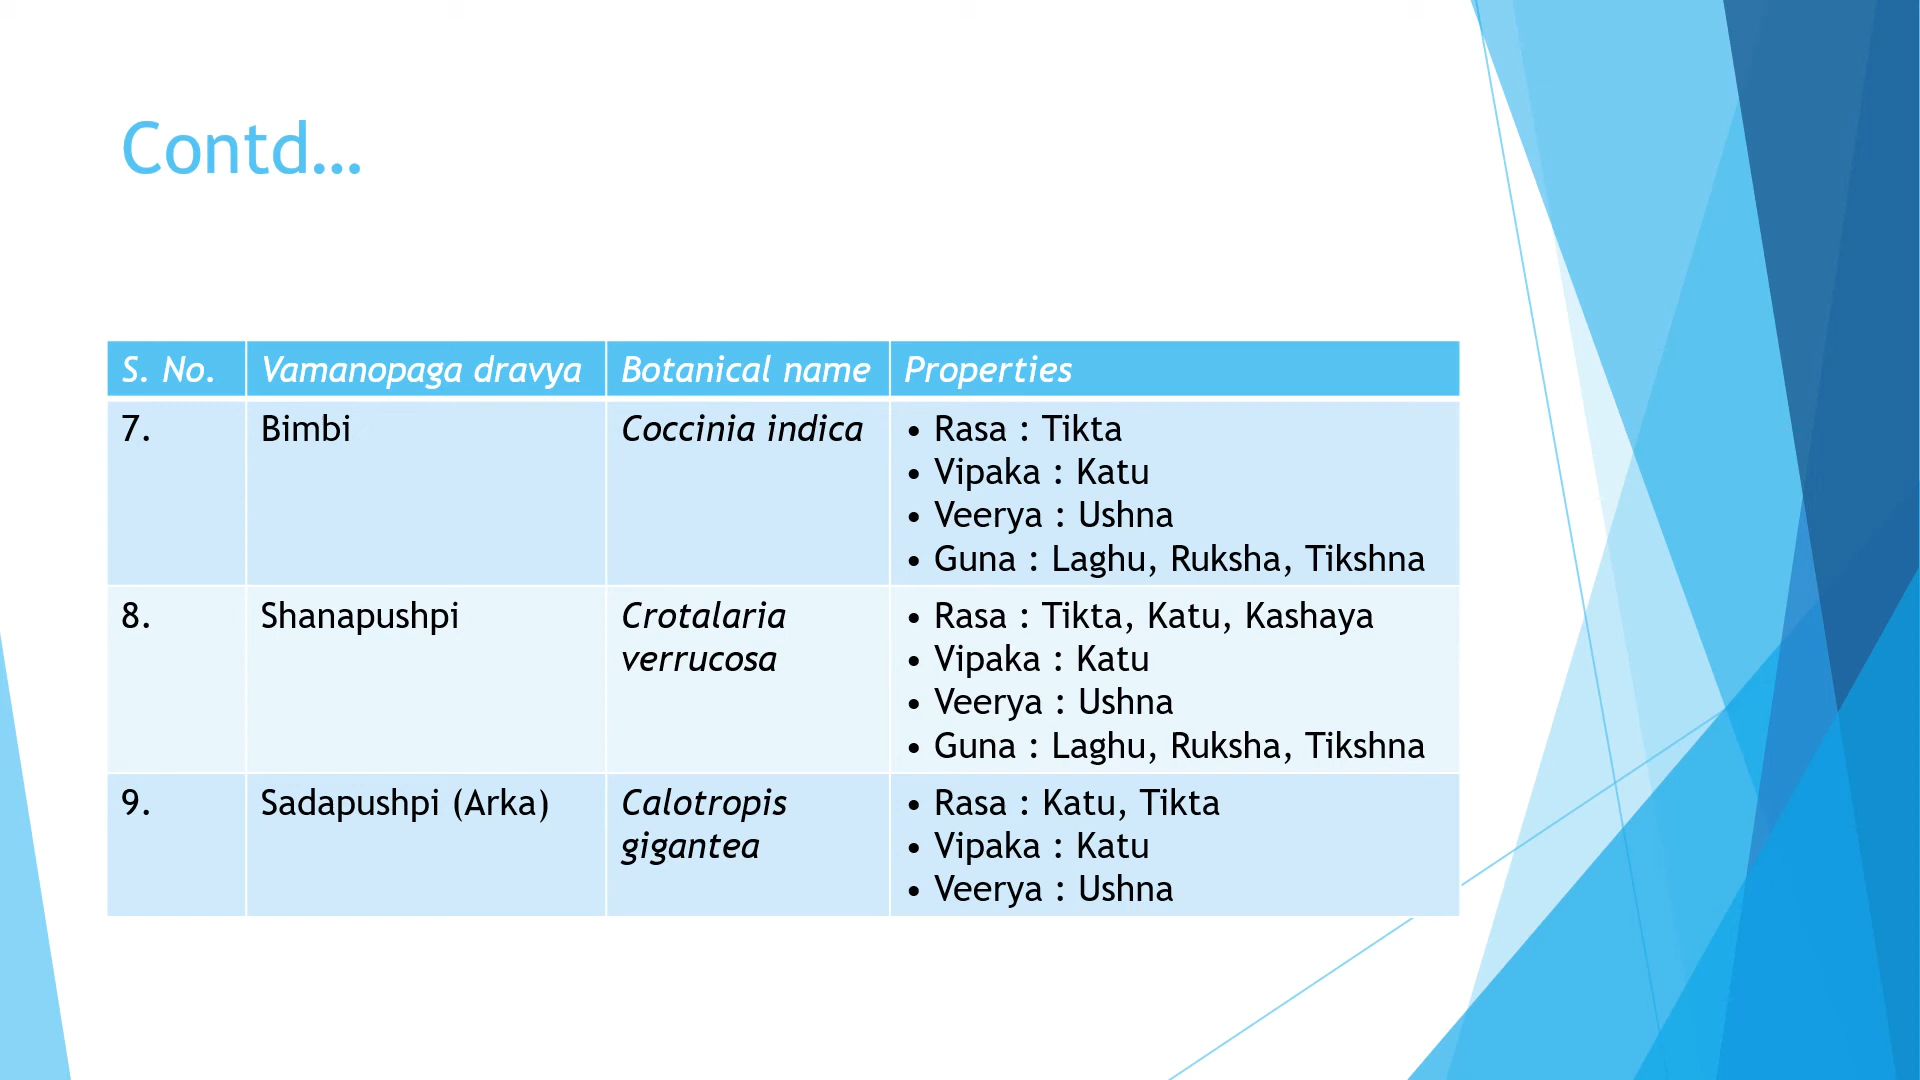 Contd...
S. No. Vamanopaga dravya Botanical name Properties
7. Bimbi Coccinia indica • Rasa : Tikta
• Vipaka : Katu
• Veerya : Ushna
• Guna : Laghu, Ruksha, Tikshna
8. Shanapushpi Crotalaria verrucosa • Rasa : Tikta, Katu, Kashaya
• Vipaka : Katu
• Veerya : Ushna
• Guna : Laghu, Ruksha, Tikshna
9. Sadapushpi (Arka) Calotropis gigantea • Rasa : Katu, Tikta
• Vipaka : Katu
• Veerya : Ushna